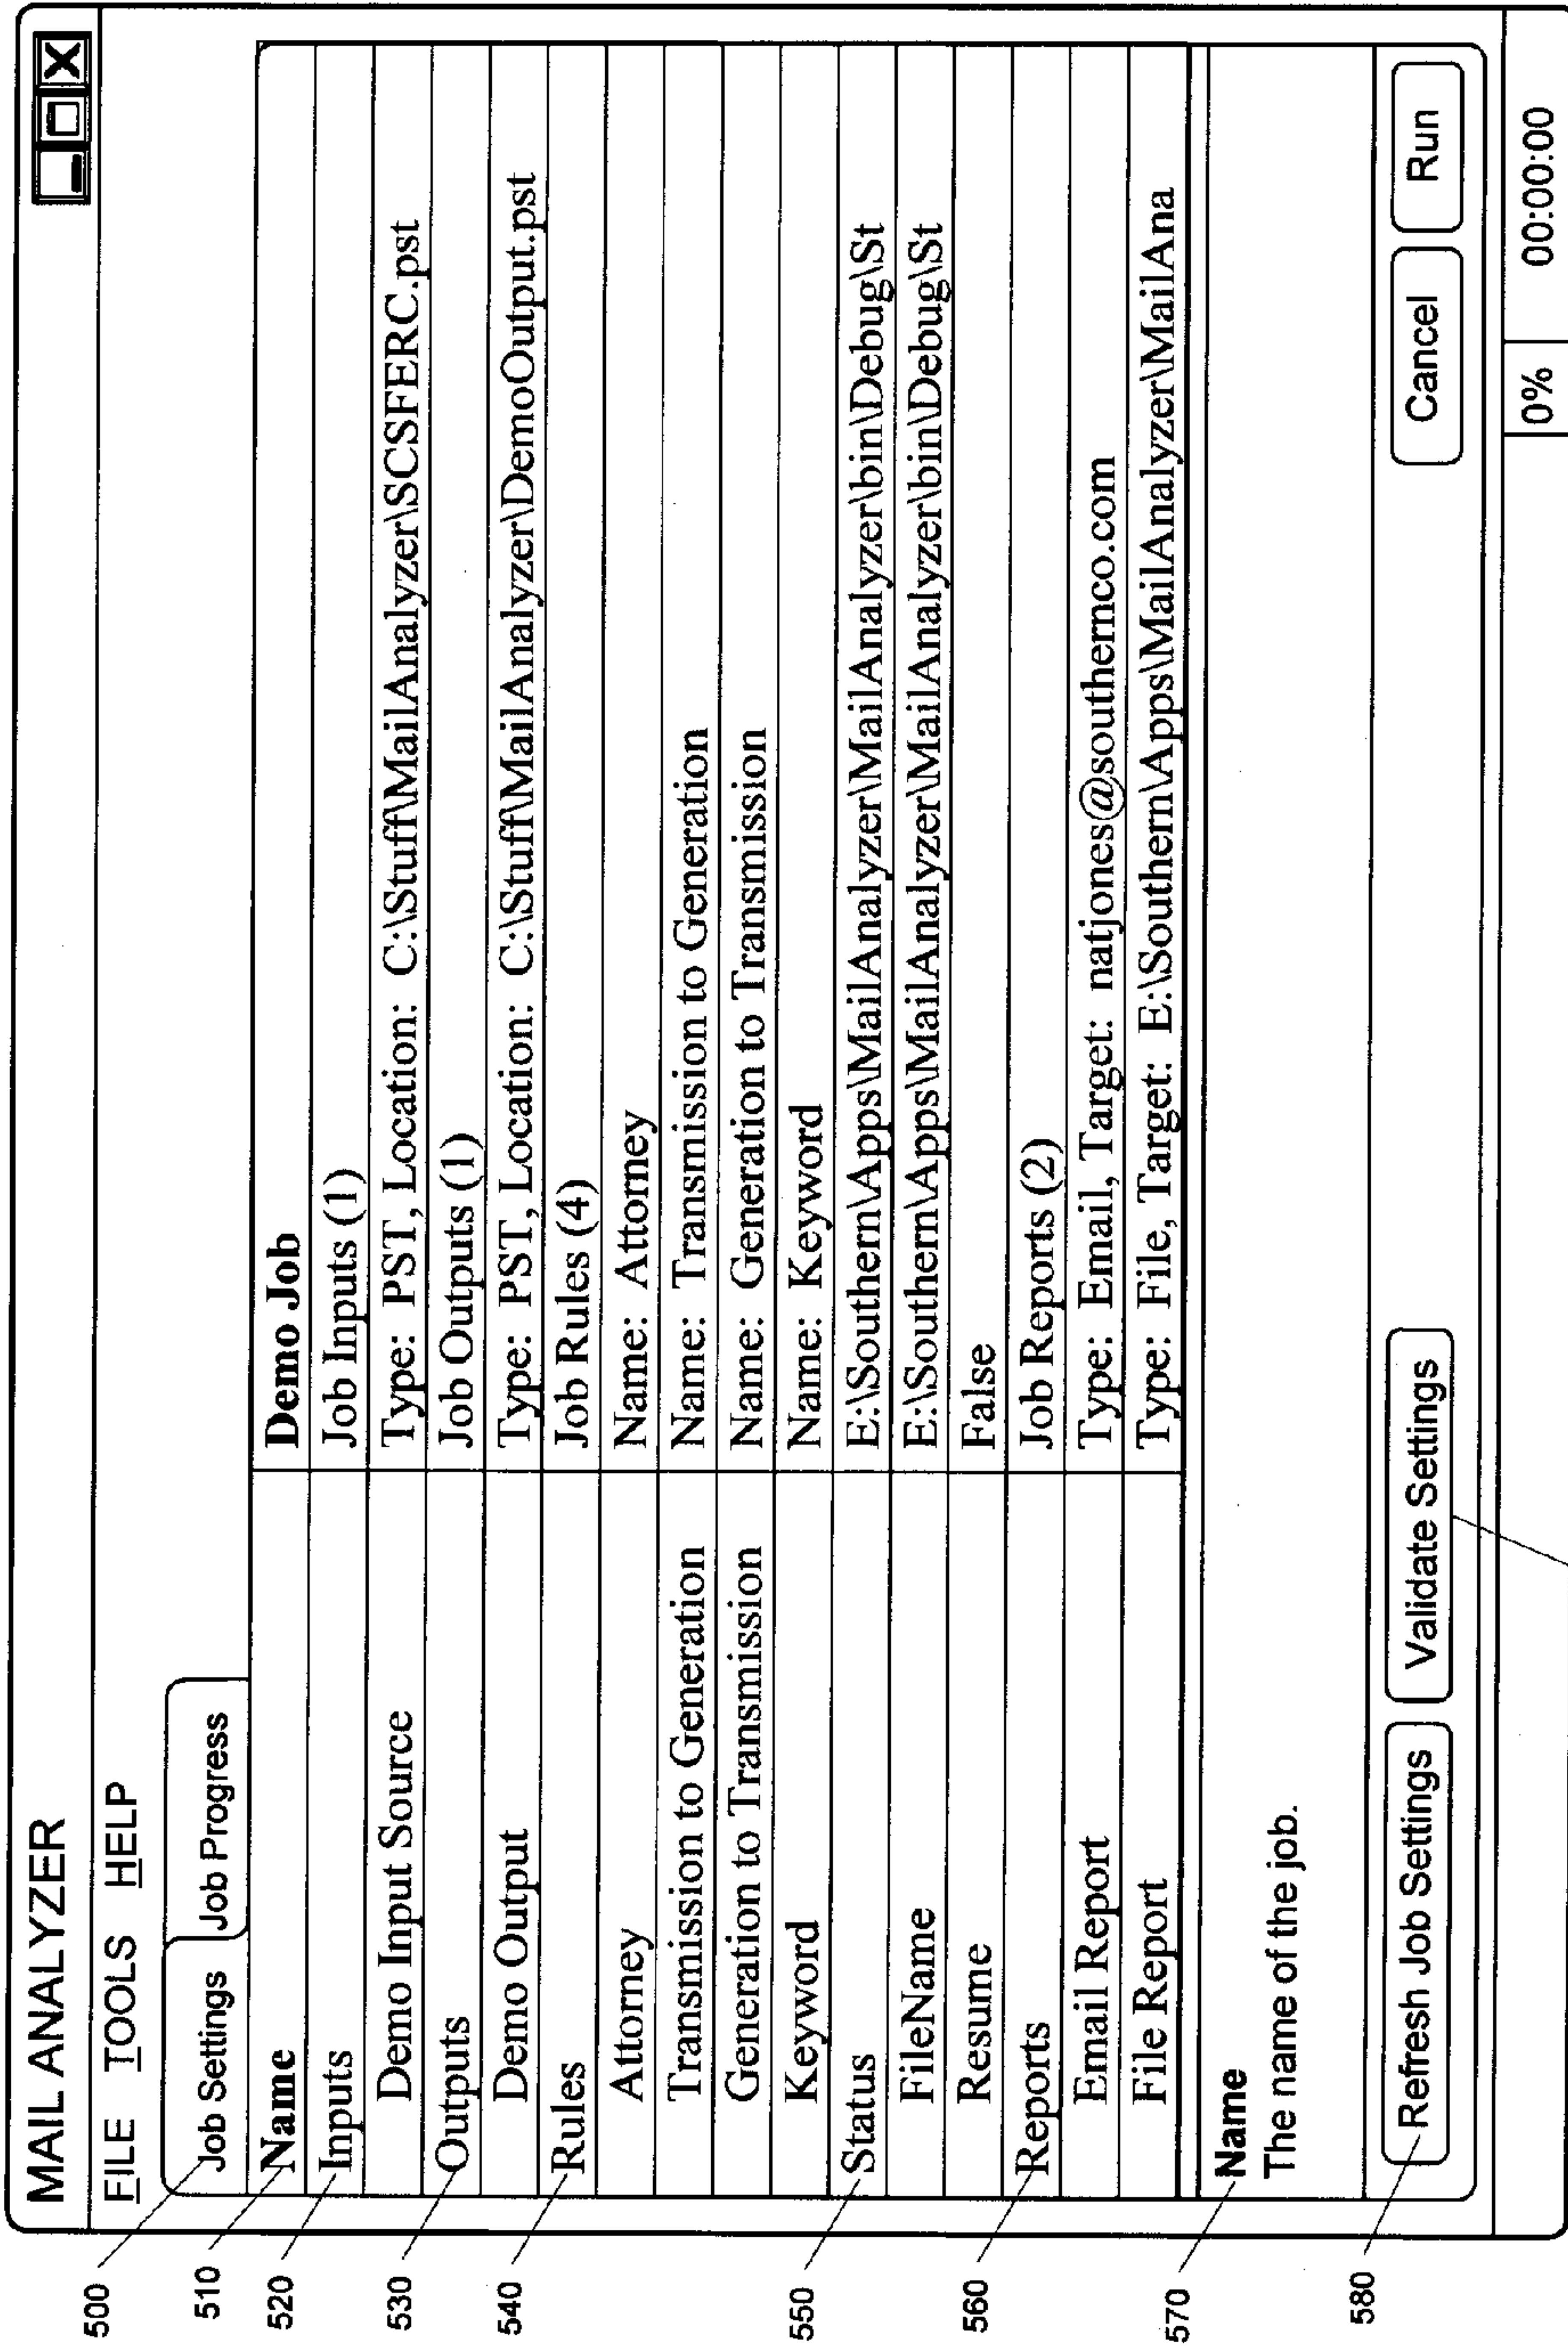 MAIL ANALYZER
FILE TOOLS HELP
Job Settings Job Progress
500
510 Name Demo Job
520 Inputs Job Inputs (1)
Demo Input Source Type: PST, Location: C:\Stuff\MailAnalyzer\SCSFERC.pst
530 Outputs Job Outputs (1)
Demo Output Type: PST, Location: C:\Stuff\MailAnalyzer\DemoOutput.pst
540 Rules Job Rules (4)
Attorney Name: Attorney
Transmission to Generation Name: Transmission to Generation
Generation to Transmission Name: Generation to Transmission
Keyword Name: Keyword
550 Status E:\Southern\Apps\MailAnalyzer\MailAnalyzer\bin\Debug\St
FileName E:\Southern\Apps\MailAnalyzer\MailAnalyzer\bin\Debug\St
Resume False
560 Reports Job Reports (2)
Email Report Type: Email, Target: natjones@southernco.com
File Report Type: File, Target: E:\Southern\Apps\MailAnalyzer\MailAna
570 Name
The name of the job.
580 Refresh Job Settings Validate Settings Cancel Run
0% 00:00:00